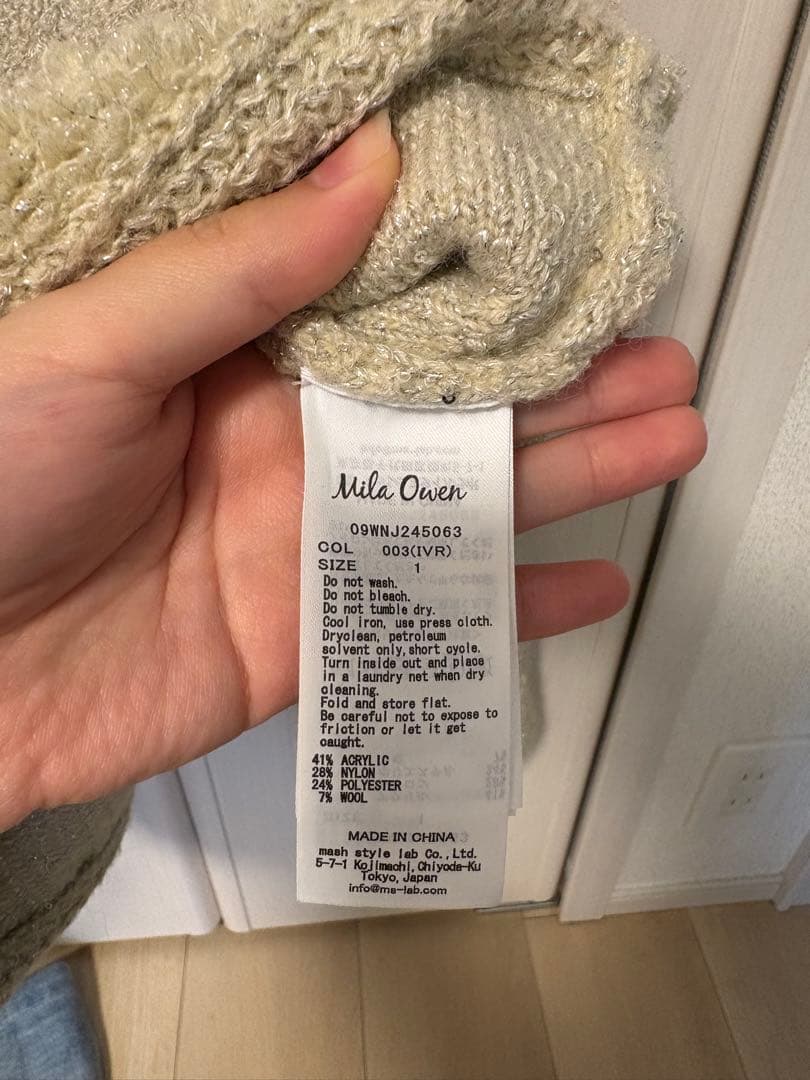 Mila Owen
09WNJ245063
COL 003(IVR)
SIZE 1
Do not wash.
Do not bleach.
Do not tumble dry.
Cool iron, use press cloth.
Dryclean, petroleum
solvent only, short cycle.
Turn inside out and place
in a laundry net when dry
cleaning.
Fold and store flat.
Be careful not to expose to
friction or let it get
caught.
41% ACRYLIC
28% NYLON
24% POLYESTER
7% WOOL
MADE IN CHINA
mash style lab Co., Ltd.
5-7-1 Kojimachi, Chiyoda-Ku
Tokyo, Japan
info@ms-lab.com